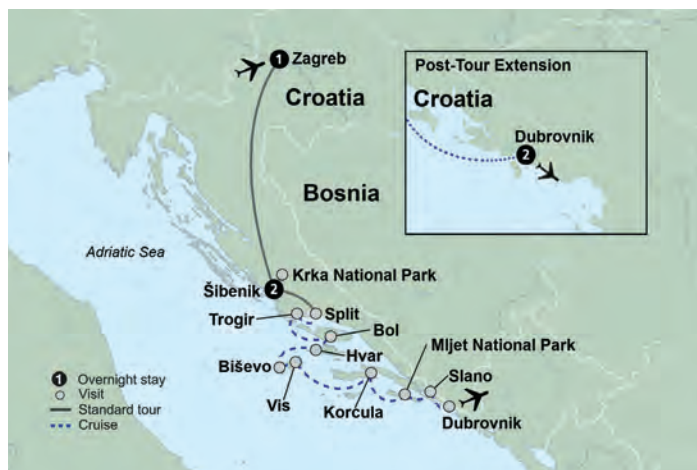 1 Zagreb
Croatia
Bosnia
Adriatic Sea
Krka National Park
Šibenik 2
Trogir
Split
Bol
Hvar
Mljet National Park
Biševo
Slano
Vis
Korcula
Dubrovnik
1 Overnight stay
Visit
Standard tour
Cruise
Post-Tour Extension
Croatia
Dubrovnik
2